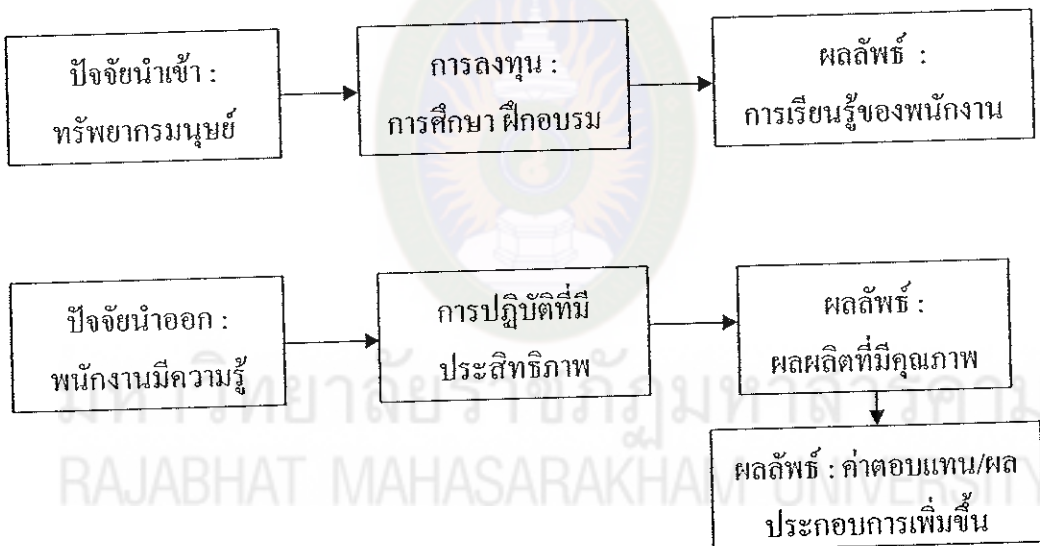 ปัจจัยนำเข้า :
ทรัพยากรมนุษย์
การลงทุน :
การศึกษา ฝึกอบรม
ผลลัพธ์ :
การเรียนรู้ของพนักงาน
ปัจจัยนำออก :
พนักงานมีความรู้
การปฏิบัติที่มี
ประสิทธิภาพ
ผลลัพธ์ :
ผลผลิตที่มีคุณภาพ
ผลลัพธ์ : ค่าตอบแทน/ผล
ประกอบการเพิ่มขึ้น
มหาวิทยาลัยราชภัฏมหาสารคาม
RAJABHAT MAHASARAKHAM UNIVERSITY